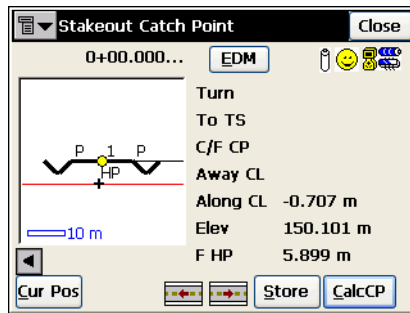 Stakeout Catch Point
Close
0+00.000... EDM
Turn
To TS
C/F CP
Away CL
Along CL -0.707 m
Elev 150.101 m
F HP 5.899 m
P 1 P
HP
10 m
Cur Pos
Store
CalcCP